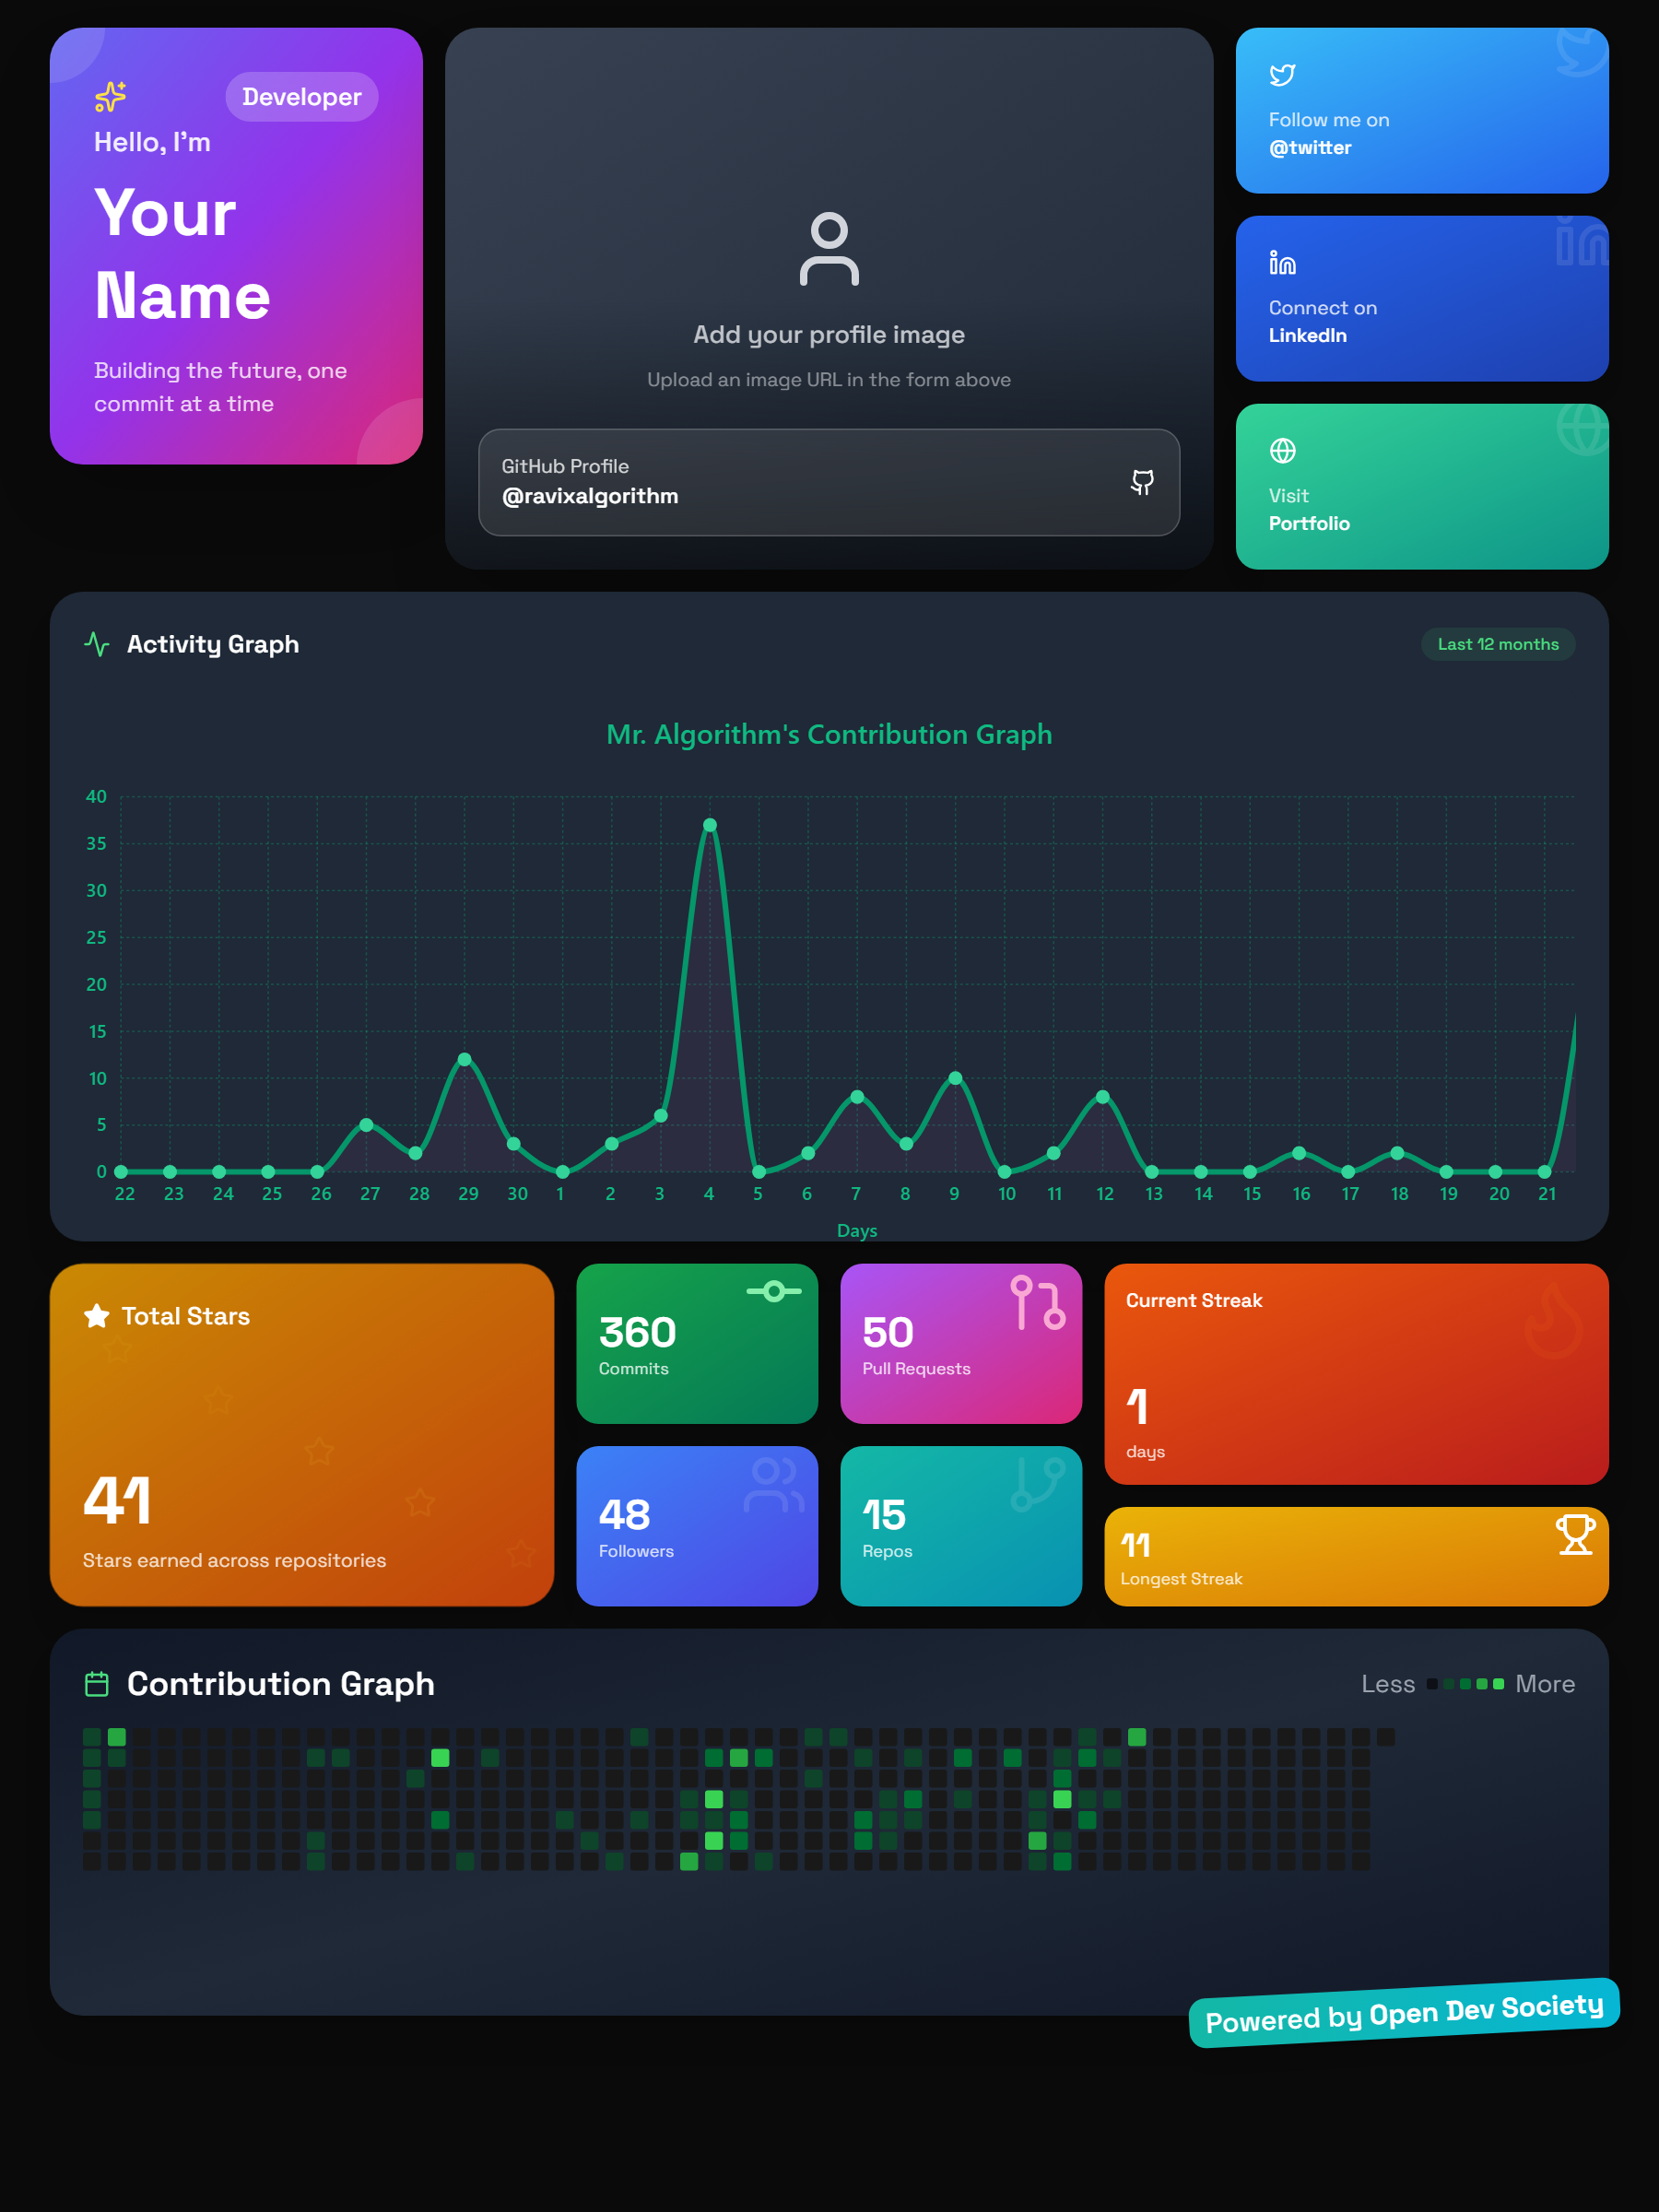 Developer
Hello, I'm
Your
Name
Building the future, one
commit at a time
Add your profile image
Upload an image URL in the form above
GitHub Profile
@ravixalgorithm
Follow me on
@twitter
Connect on
LinkedIn
Visit
Portfolio
Activity Graph
Last 12 months
Mr. Algorithm's Contribution Graph
40
35
30
25
20
15
10
5
0
22 23 24 25 26 27 28 29 30 1 2 3 4 5 6 7 8 9 10 11 12 13 14 15 16 17 18 19 20 21
Days
Total Stars
41
Stars earned across repositories
360
Commits
50
Pull Requests
48
Followers
15
Repos
Current Streak
1
days
11
Longest Streak
Contribution Graph
Less More
Powered by Open Dev Society